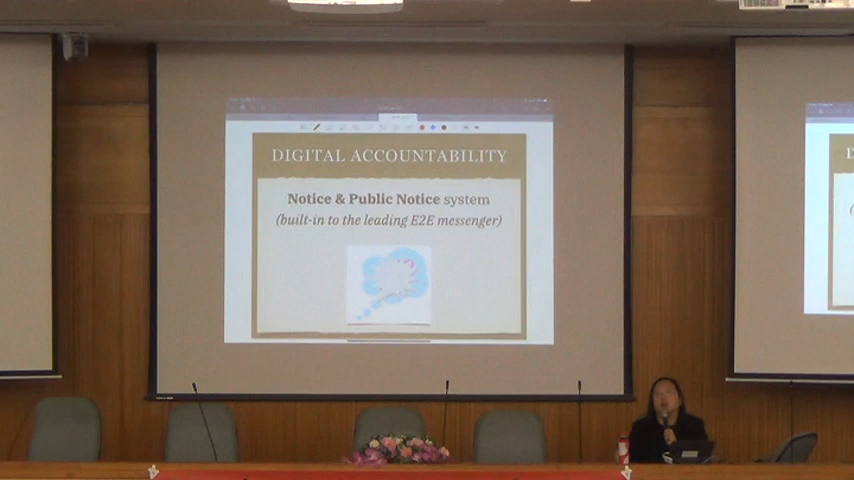 DIGITAL ACCOUNTABILITY
Notice & Public Notice system
(built-in to the leading E2E messenger)